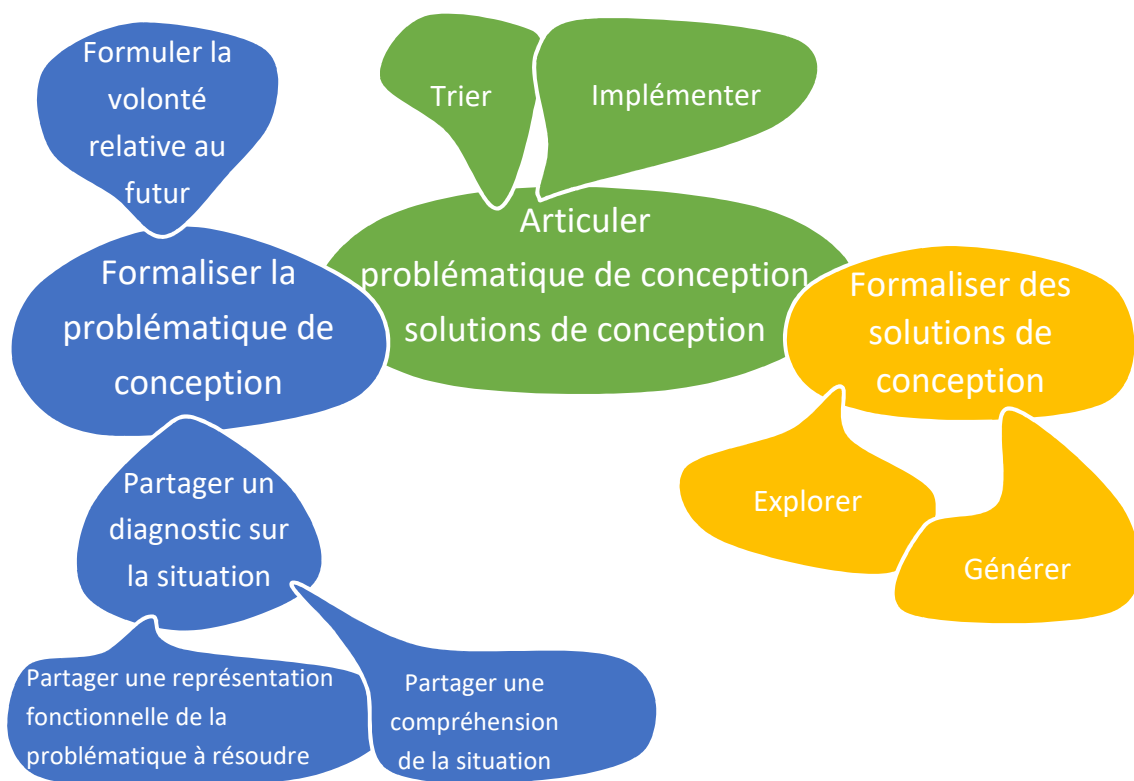 Formuler la
volonté
relative au
futur
Trier
Implémenter
Articuler
problématique de conception
solutions de conception
Formaliser la
problématique de
conception
Formaliser des
solutions de
conception
Partager un
diagnostic sur
la situation
Explorer
Générer
Partager une représentation
fonctionnelle de la
problématique à résoudre
Partager une
compréhension
de la situation